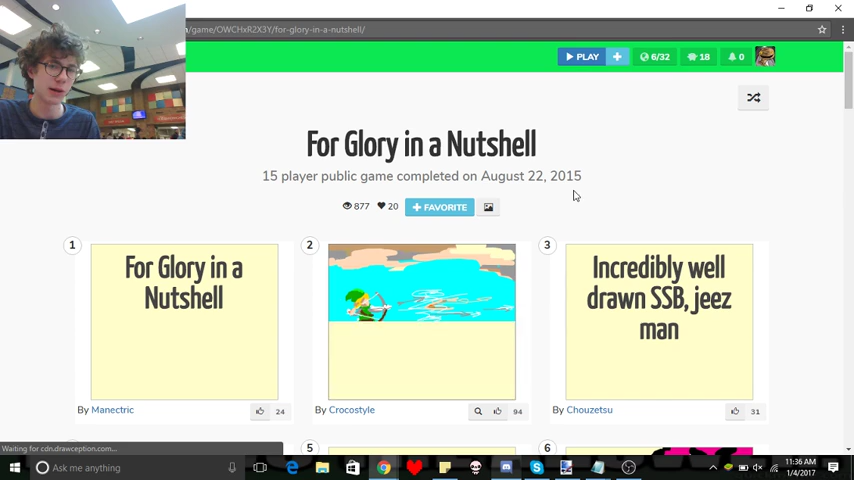 /game/OWCHxR2X3Y/for-glory-in-a-nutshell/
PLAY
6/32
18
0
For Glory in a Nutshell
15 player public game completed on August 22, 2015
877
20
FAVORITE
1
For Glory in a
Nutshell
By Manectric
24
2
By Crocostyle
94
3
Incredibly well
drawn SSB, jeez
man
By Chouzetsu
31
5
6
Waiting for cdn.drawception.com...
Ask me anything
11:36 AM
1/4/2017